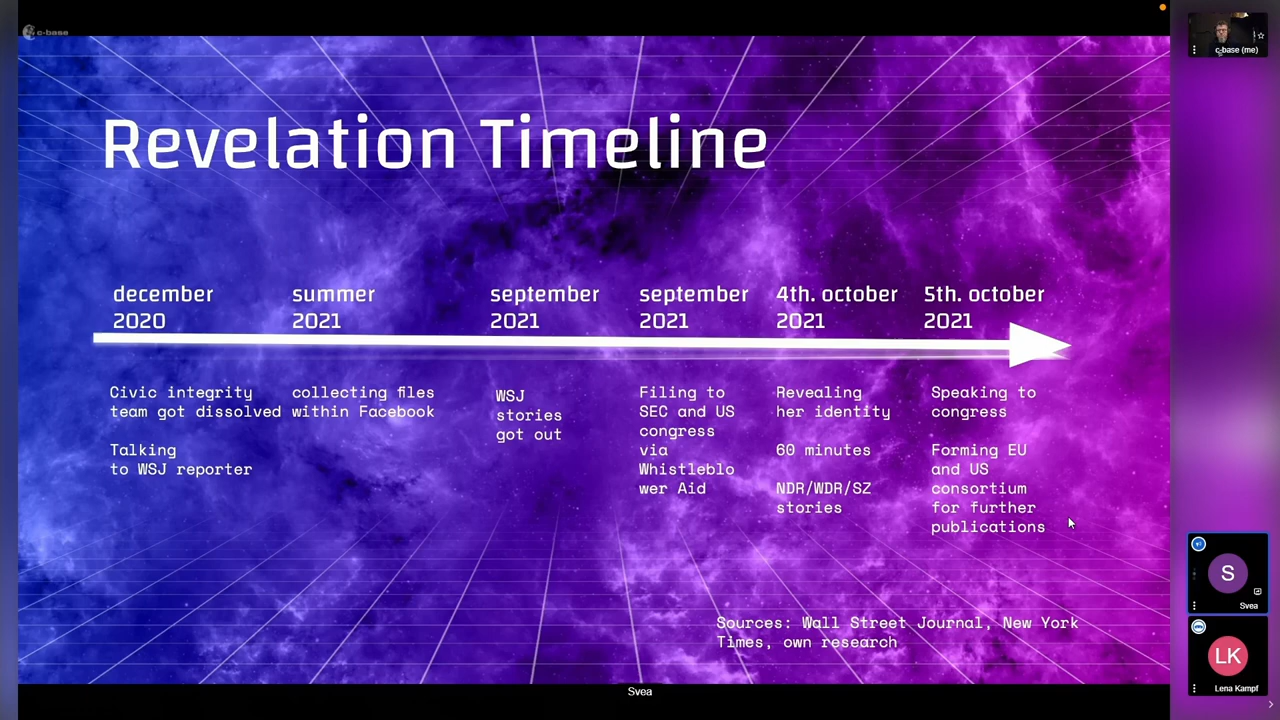 c-base
Revelation Timeline
december
2020
summer
2021
september
2021
september
2021
4th. october
2021
5th. october
2021
Civic integrity
team got dissolved
Talking
to WSJ reporter
collecting files
within Facebook
WSJ
stories
got out
Filing to
SEC and US
congress
via
Whistleblo
wer Aid
Revealing
her identity
60 minutes
NDR/WDR/SZ
stories
Speaking to
congress
Forming EU
and US
consortium
for further
publications
Sources: Wall Street Journal, New York
Times, own research
Svea
c-base (me)
S
Svea
LK
Lena Kampf